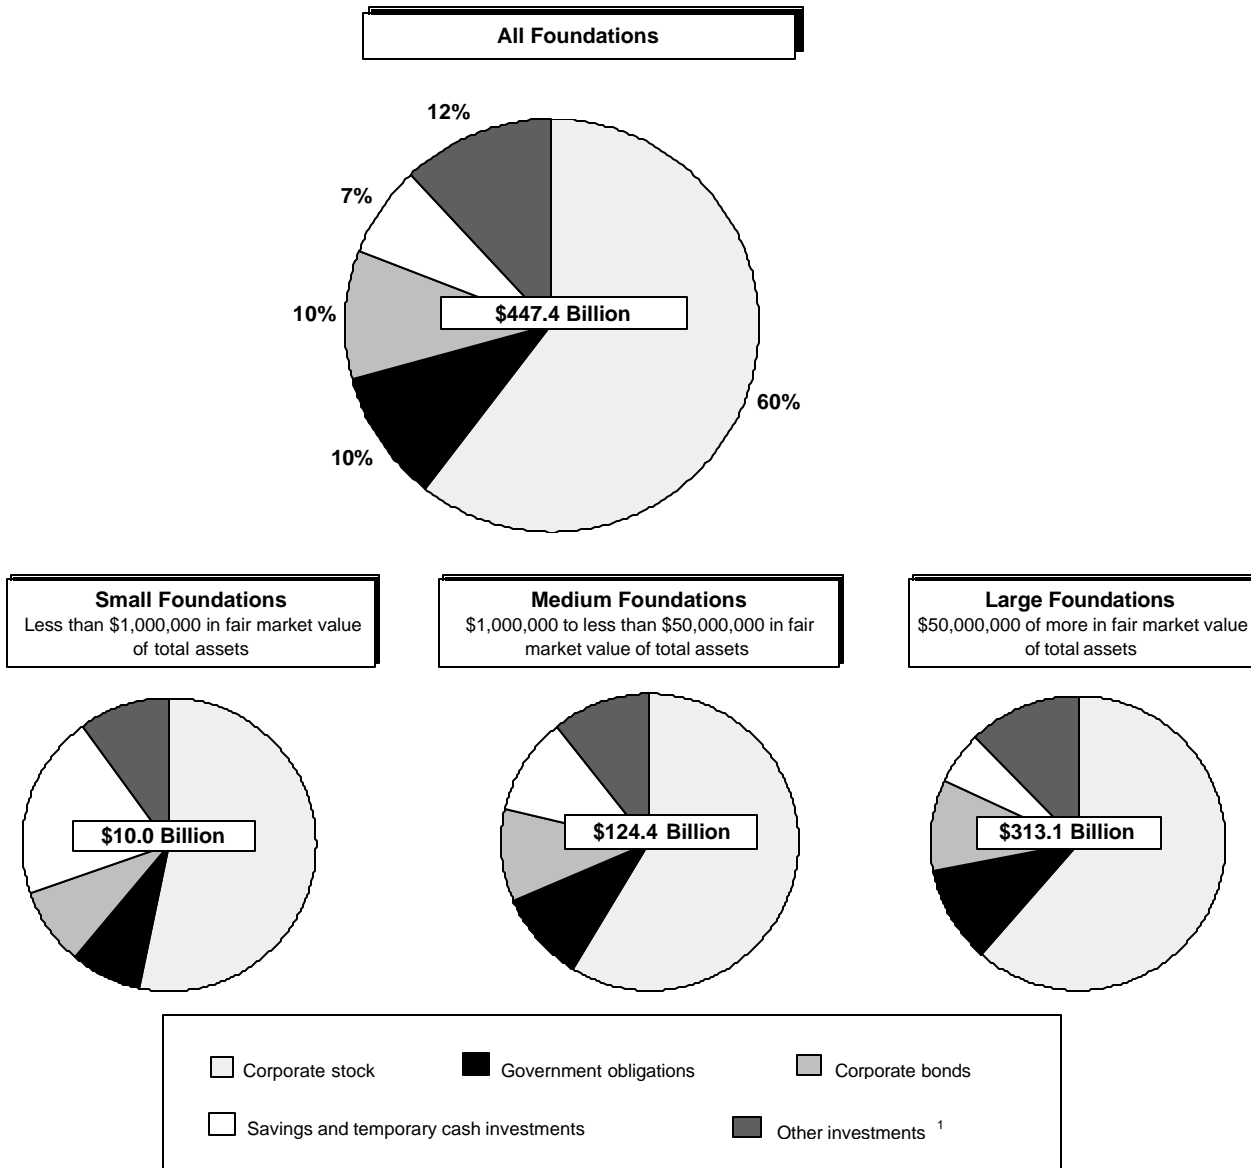 All Foundations
12%
7%
10%
$447.4 Billion
60%
10%
Small Foundations
Less than $1,000,000 in fair market value
of total assets
Medium Foundations
$1,000,000 to less than $50,000,000 in fair
market value of total assets
Large Foundations
$50,000,000 of more in fair market value
of total assets
$10.0 Billion
$124.4 Billion
$313.1 Billion
Corporate stock
Government obligations
Corporate bonds
Savings and temporary cash investments
Other investments 1